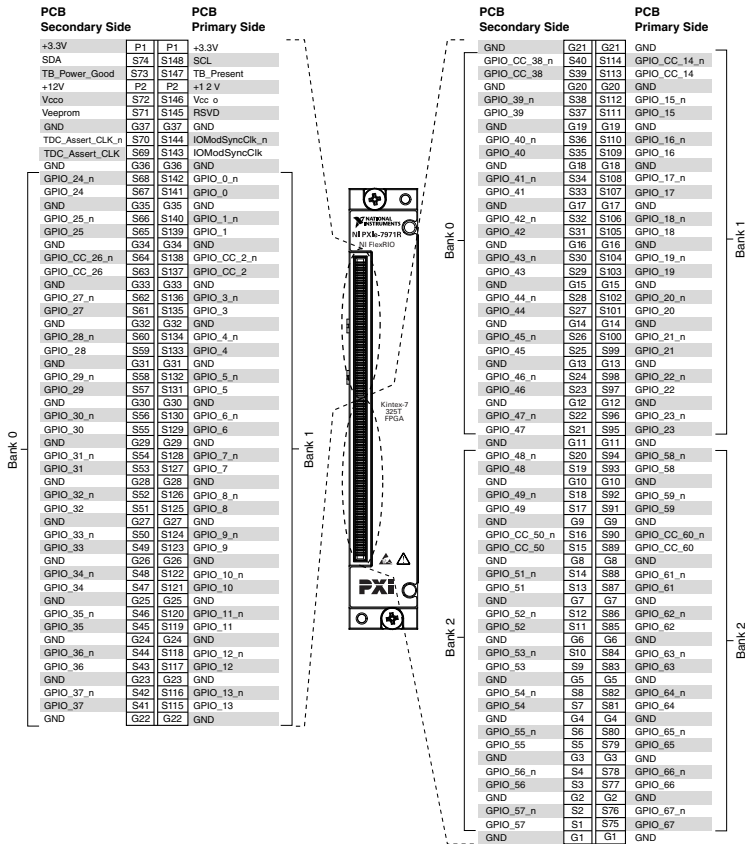 PCB Secondary Side PCB Primary Side
+3.3V P1 P1 +3.3V
SDA S74 S148 SCL
TB_Power_Good S73 S147 TB_Present
+12V P2 P2 +1 2 V
Vcco S72 S146 Vcc o
Veeprom S71 S145 RSVD
GND G37 G37 GND
TDC_Assert_CLK_n S70 S144 IOModSyncClk_n
TDC_Assert_CLK S69 S143 IOModSyncClk
GND G36 G36 GND
GPIO_24_n S68 S142 GPIO_0_n
GPIO_24 S67 S141 GPIO_0
GND G35 G35 GND
GPIO_25_n S66 S140 GPIO_1_n
GPIO_25 S65 S139 GPIO_1
GND G34 G34 GND
GPIO_CC_26_n S64 S138 GPIO_CC_2_n
GPIO_CC_26 S63 S137 GPIO_CC_2
GND G33 G33 GND
GPIO_27_n S62 S136 GPIO_3_n
GPIO_27 S61 S135 GPIO_3
GND G32 G32 GND
GPIO_28_n S60 S134 GPIO_4_n
GPIO_ 28 S59 S133 GPIO_4
GND G31 G31 GND
GPIO_29_n S58 S132 GPIO_5_n
GPIO_29 S57 S131 GPIO_5
GND G30 G30 GND
GPIO_30_n S56 S130 GPIO_6_n
GPIO_30 S55 S129 GPIO_6
GND G29 G29 GND
GPIO_31_n S54 S128 GPIO_7_n
GPIO_31 S53 S127 GPIO_7
GND G28 G28 GND
GPIO_32_n S52 S126 GPIO_8_n
GPIO_32 S51 S125 GPIO_8
GND G27 G27 GND
GPIO_33_n S50 S124 GPIO_9_n
GPIO_33 S49 S123 GPIO_9
GND G26 G26 GND
GPIO_34_n S48 S122 GPIO_10_n
GPIO_34 S47 S121 GPIO_10
GND G25 G25 GND
GPIO_35_n S46 S120 GPIO_11_n
GPIO_35 S45 S119 GPIO_11
GND G24 G24 GND
GPIO_36_n S44 S118 GPIO_12_n
GPIO_36 S43 S117 GPIO_12
GND G23 G23 GND
GPIO_37_n S42 S116 GPIO_13_n
GPIO_37 S41 S115 GPIO_13
GND G22 G22 GND
Bank 0
Bank 1
NATIONAL INSTRUMENTS
NI PXIe-7971R
NI FlexRIO
Kintex-7
325T
FPGA
PXI
PCB Secondary Side PCB Primary Side
GND G21 G21 GND
GPIO_CC_38_n S40 S114 GPIO_CC_14_n
GPIO_CC_38 S39 S113 GPIO_CC_14
GND G20 G20 GND
GPIO_39_n S38 S112 GPIO_15_n
GPIO_39 S37 S111 GPIO_15
GND G19 G19 GND
GPIO_40_n S36 S110 GPIO_16_n
GPIO_40 S35 S109 GPIO_16
GND G18 G18 GND
GPIO_41_n S34 S108 GPIO_17_n
GPIO_41 S33 S107 GPIO_17
GND G17 G17 GND
GPIO_42_n S32 S106 GPIO_18_n
GPIO_42 S31 S105 GPIO_18
GND G16 G16 GND
GPIO_43_n S30 S104 GPIO_19_n
GPIO_43 S29 S103 GPIO_19
GND G15 G15 GND
GPIO_44_n S28 S102 GPIO_20_n
GPIO_44 S27 S101 GPIO_20
GND G14 G14 GND
GPIO_45_n S26 S100 GPIO_21_n
GPIO_45 S25 S99 GPIO_21
GND G13 G13 GND
GPIO_46_n S24 S98 GPIO_22_n
GPIO_46 S23 S97 GPIO_22
GND G12 G12 GND
GPIO_47_n S22 S96 GPIO_23_n
GPIO_47 S21 S95 GPIO_23
GND G11 G11 GND
GPIO_48_n S20 S94 GPIO_58_n
GPIO_48 S19 S93 GPIO_58
GND G10 G10 GND
GPIO_49_n S18 S92 GPIO_59_n
GPIO_49 S17 S91 GPIO_59
GND G9 G9 GND
GPIO_CC_50_n S16 S90 GPIO_CC_60_n
GPIO_CC_50 S15 S89 GPIO_CC_60
GND G8 G8 GND
GPIO_51_n S14 S88 GPIO_61_n
GPIO_51 S13 S87 GPIO_61
GND G7 G7 GND
GPIO_52_n S12 S86 GPIO_62_n
GPIO_52 S11 S85 GPIO_62
GND G6 G6 GND
GPIO_53_n S10 S84 GPIO_63_n
GPIO_53 S9 S83 GPIO_63
GND G5 G5 GND
GPIO_54_n S8 S82 GPIO_64_n
GPIO_54 S7 S81 GPIO_64
GND G4 G4 GND
GPIO_55_n S6 S80 GPIO_65_n
GPIO_55 S5 S79 GPIO_65
GND G3 G3 GND
GPIO_56_n S4 S78 GPIO_66_n
GPIO_56 S3 S77 GPIO_66
GND G2 G2 GND
GPIO_57_n S2 S76 GPIO_67_n
GPIO_57 S1 S75 GPIO_67
GND G1 G1 GND
Bank 0
Bank 1
Bank 2
Bank 2